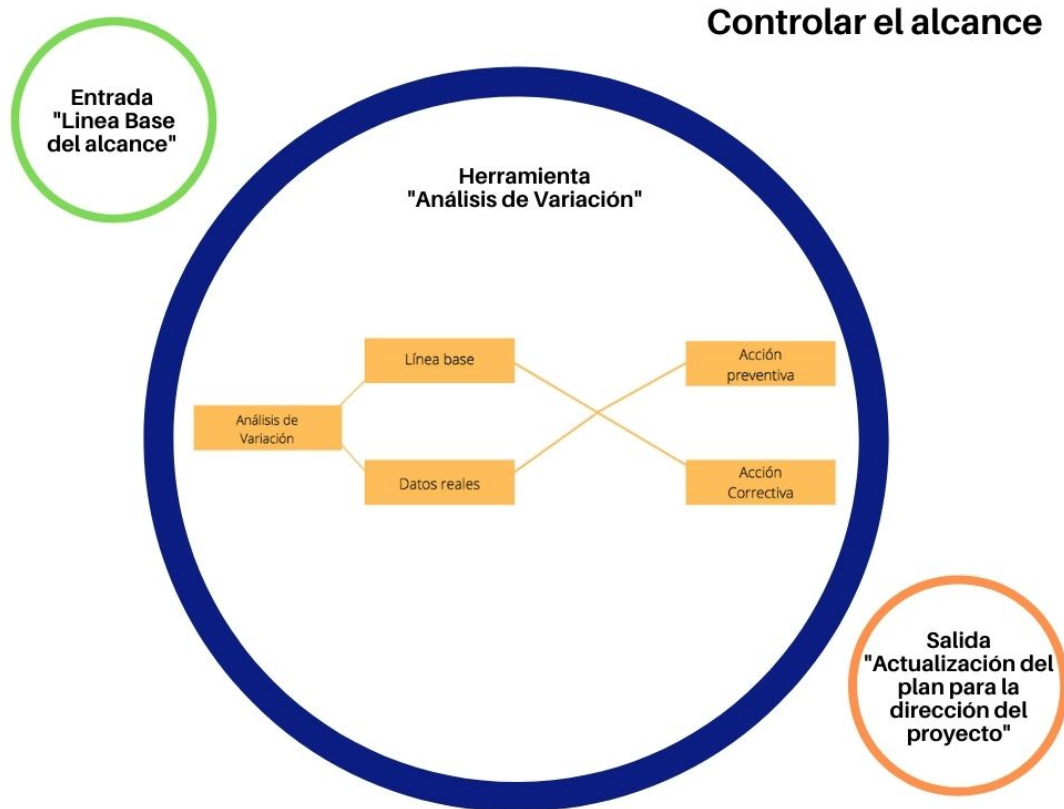 Controlar el alcance
Entrada
"Linea Base
del alcance"
Herramienta
"Análisis de Variación"
Línea base
Acción
preventiva
Análisis de
Variación
Datos reales
Acción
Correctiva
Salida
"Actualización del
plan para la
dirección del
proyecto"